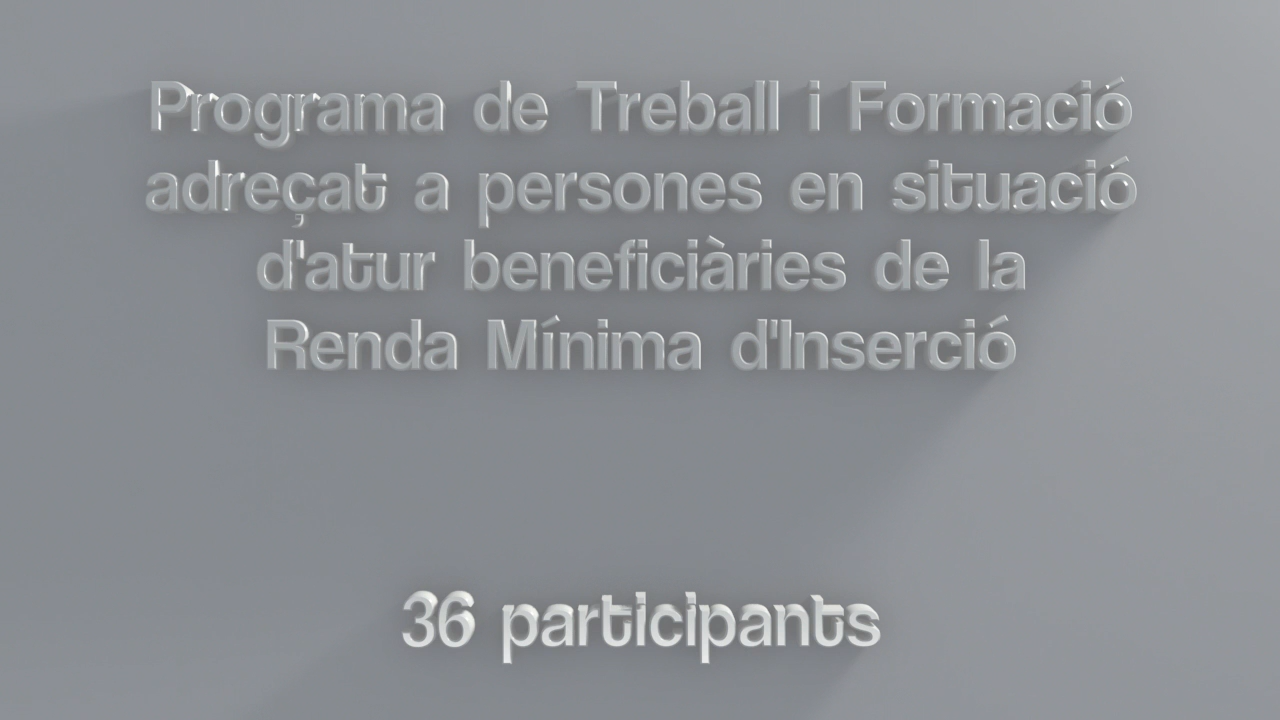 Programa de Treball i Formació
adreçat a persones en situació
d'atur beneficiàries de la
Renda Mínima d'Inserció
36 participants